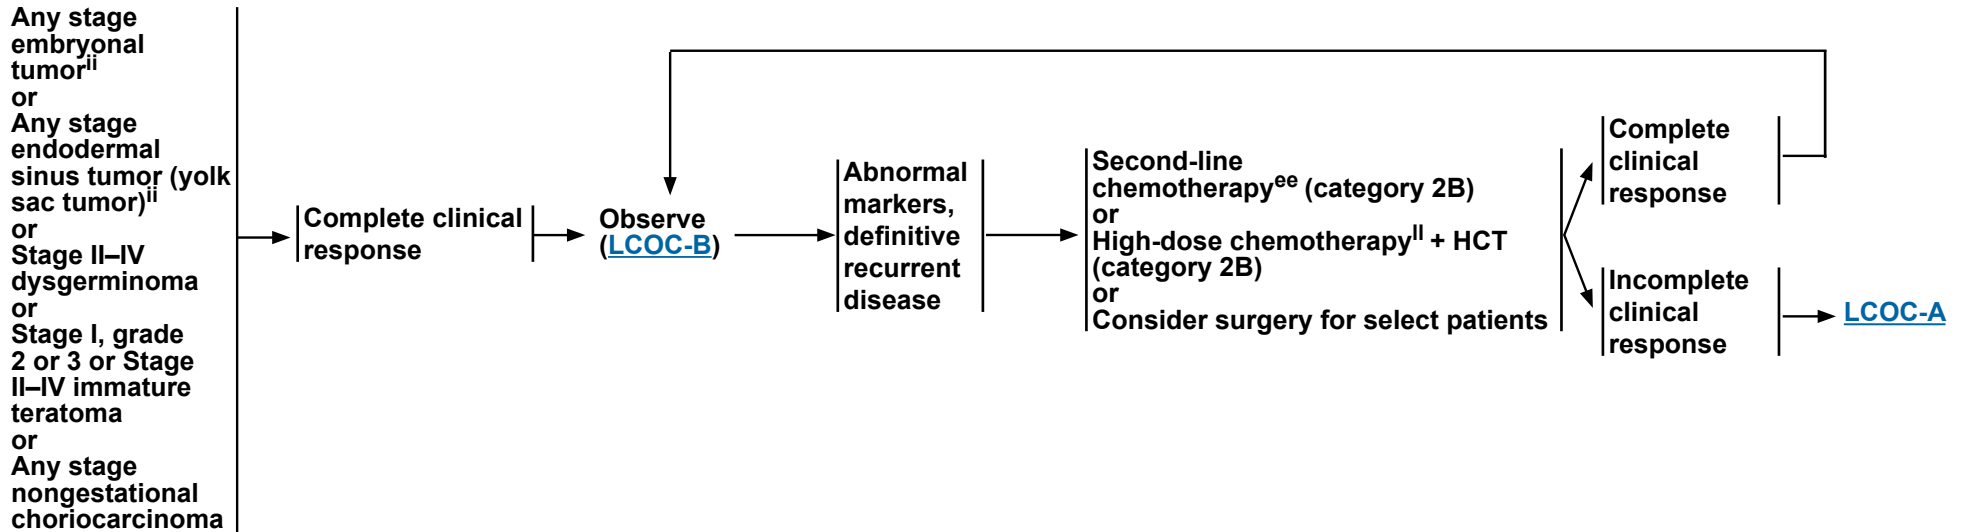 Any stage
embryonal
tumorii
or
Any stage
endodermal
sinus tumor (yolk
sac tumor)ii
or
Stage II–IV
dysgerminoma
or
Stage I, grade
2 or 3 or Stage
II–IV immature
teratoma
or
Any stage
nongestational
choriocarcinoma
Complete clinical
response
Observe
(LCOC-B)
Abnormal
markers,
definitive
recurrent
disease
Second-line
chemotherapyee (category 2B)
or
High-dose chemotherapyll + HCT
(category 2B)
or
Consider surgery for select patients
Complete
clinical
response
Incomplete
clinical
response
LCOC-A